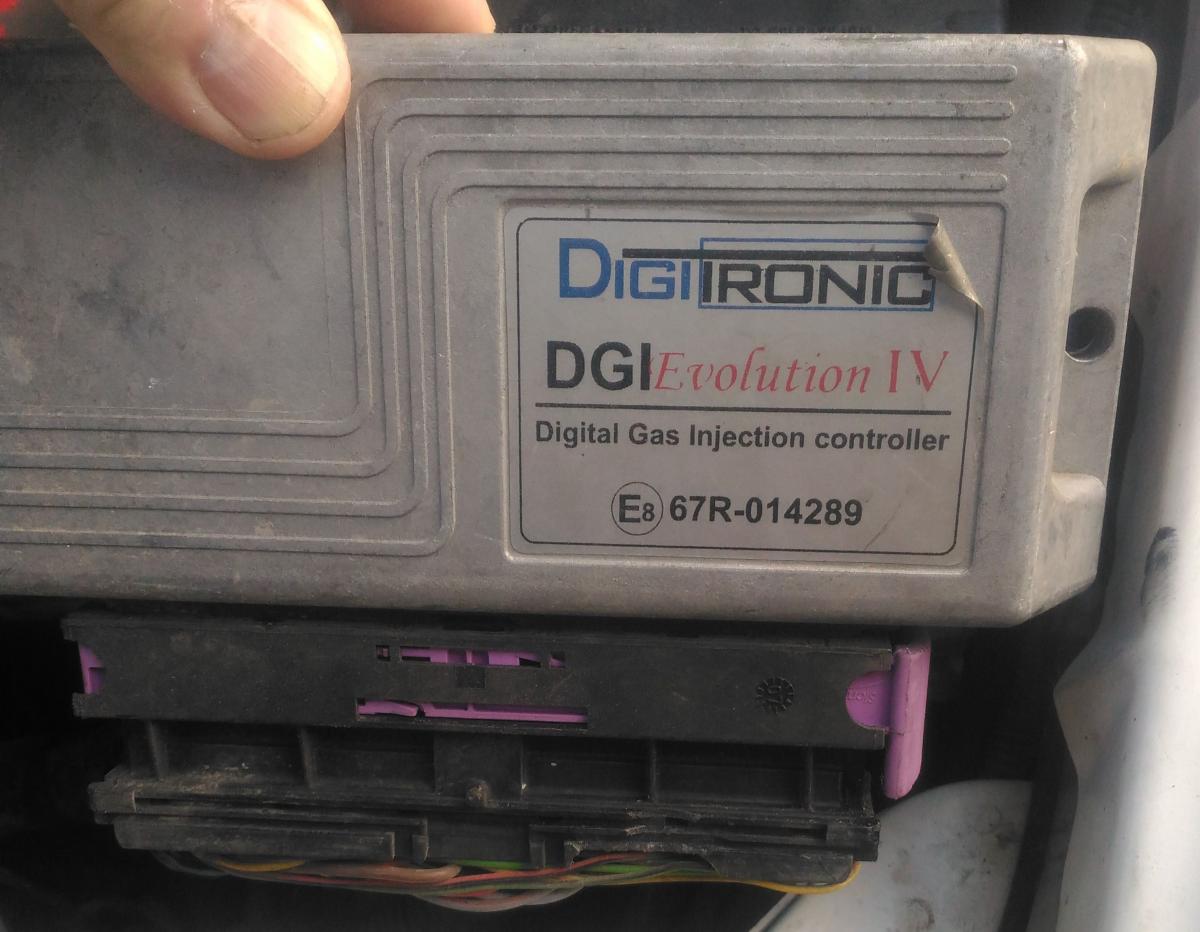 DIGITRONIC
DGI Evolution IV
Digital Gas Injection controller
E8 67R-014289